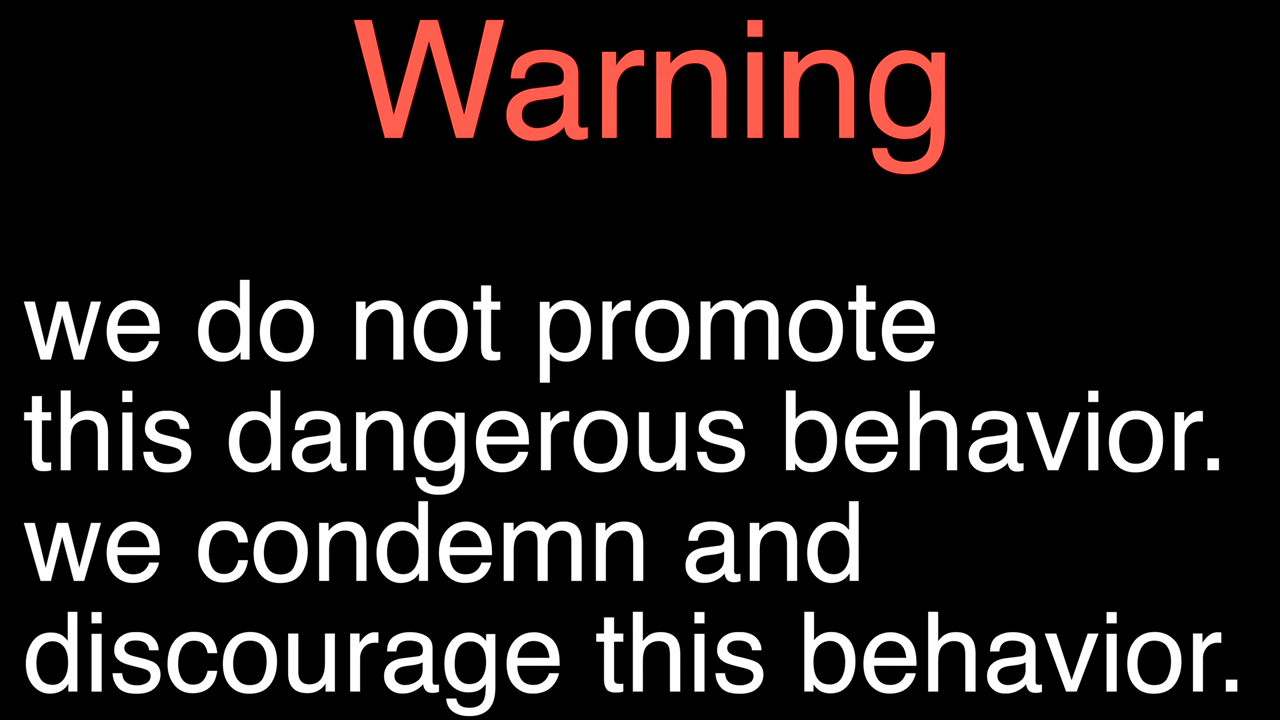 Warning
we do not promote
this dangerous behavior.
we condemn and
discourage this behavior.